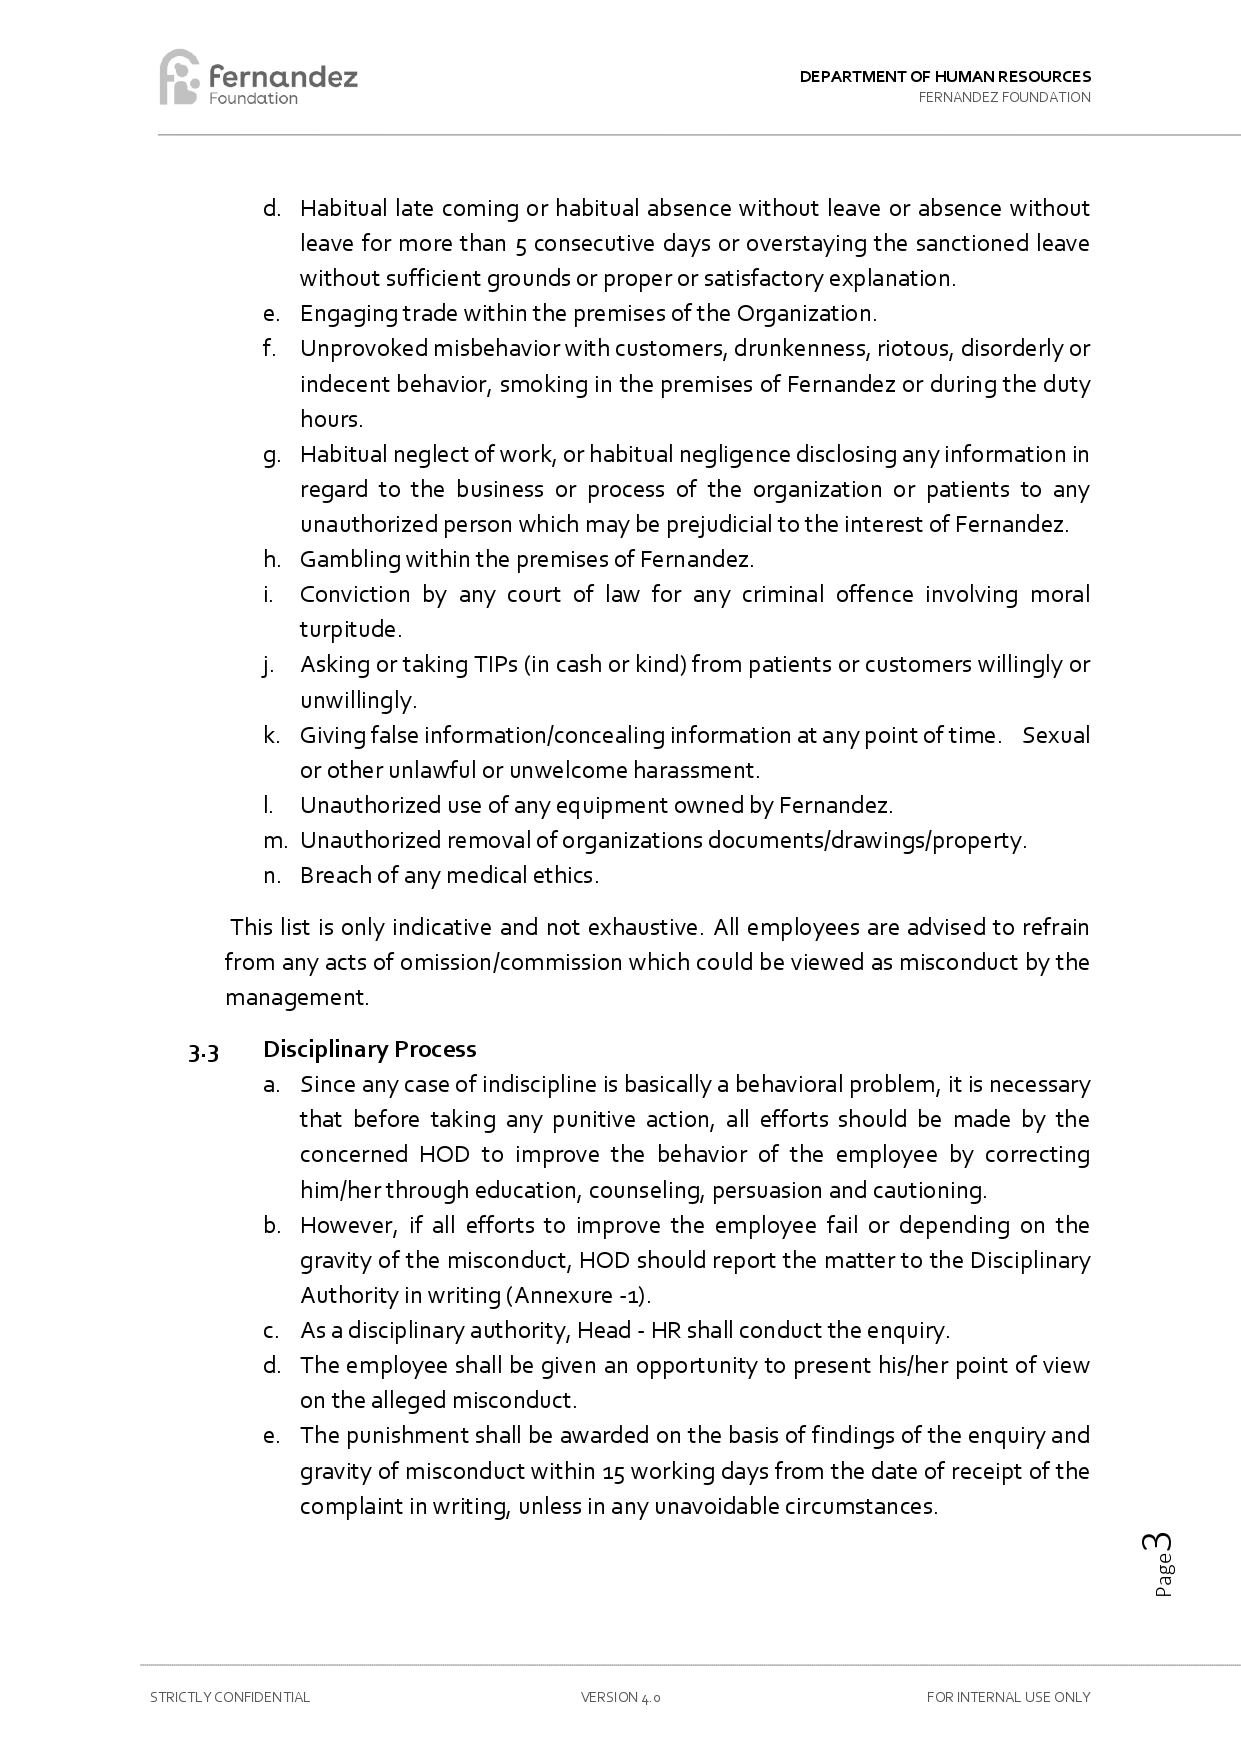 fernandez
Foundation
DEPARTMENT OF HUMAN RESOURCES
FERNANDEZ FOUNDATION
d. Habitual late coming or habitual absence without leave or absence without
leave for more than 5 consecutive days or overstaying the sanctioned leave
without sufficient grounds or proper or satisfactory explanation.
e. Engaging trade within the premises of the Organization.
f. Unprovoked misbehavior with customers, drunkenness, riotous, disorderly or
indecent behavior, smoking in the premises of Fernandez or during the duty
hours.
g. Habitual neglect of work, or habitual negligence disclosing any information in
regard to the business or process of the organization or patients to any
unauthorized person which may be prejudicial to the interest of Fernandez.
h. Gambling within the premises of Fernandez.
i. Conviction by any court of law for any criminal offence involving moral
turpitude.
j. Asking or taking TIPs (in cash or kind) from patients or customers willingly or
unwillingly.
k. Giving false information/concealing information at any point of time. Sexual
or other unlawful or unwelcome harassment.
l. Unauthorized use of any equipment owned by Fernandez.
m. Unauthorized removal of organizations documents/drawings/property.
n. Breach of any medical ethics.
This list is only indicative and not exhaustive. All employees are advised to refrain
from any acts of omission/commission which could be viewed as misconduct by the
management.
3.3 Disciplinary Process
a. Since any case of indiscipline is basically a behavioral problem, it is necessary
that before taking any punitive action, all efforts should be made by the
concerned HOD to improve the behavior of the employee by correcting
him/her through education, counseling, persuasion and cautioning.
b. However, if all efforts to improve the employee fail or depending on the
gravity of the misconduct, HOD should report the matter to the Disciplinary
Authority in writing (Annexure -1).
c. As a disciplinary authority, Head - HR shall conduct the enquiry.
d. The employee shall be given an opportunity to present his/her point of view
on the alleged misconduct.
e. The punishment shall be awarded on the basis of findings of the enquiry and
gravity of misconduct within 15 working days from the date of receipt of the
complaint in writing, unless in any unavoidable circumstances.
Page3
STRICTLY CONFIDENTIAL VERSION 4.0 FOR INTERNAL USE ONLY